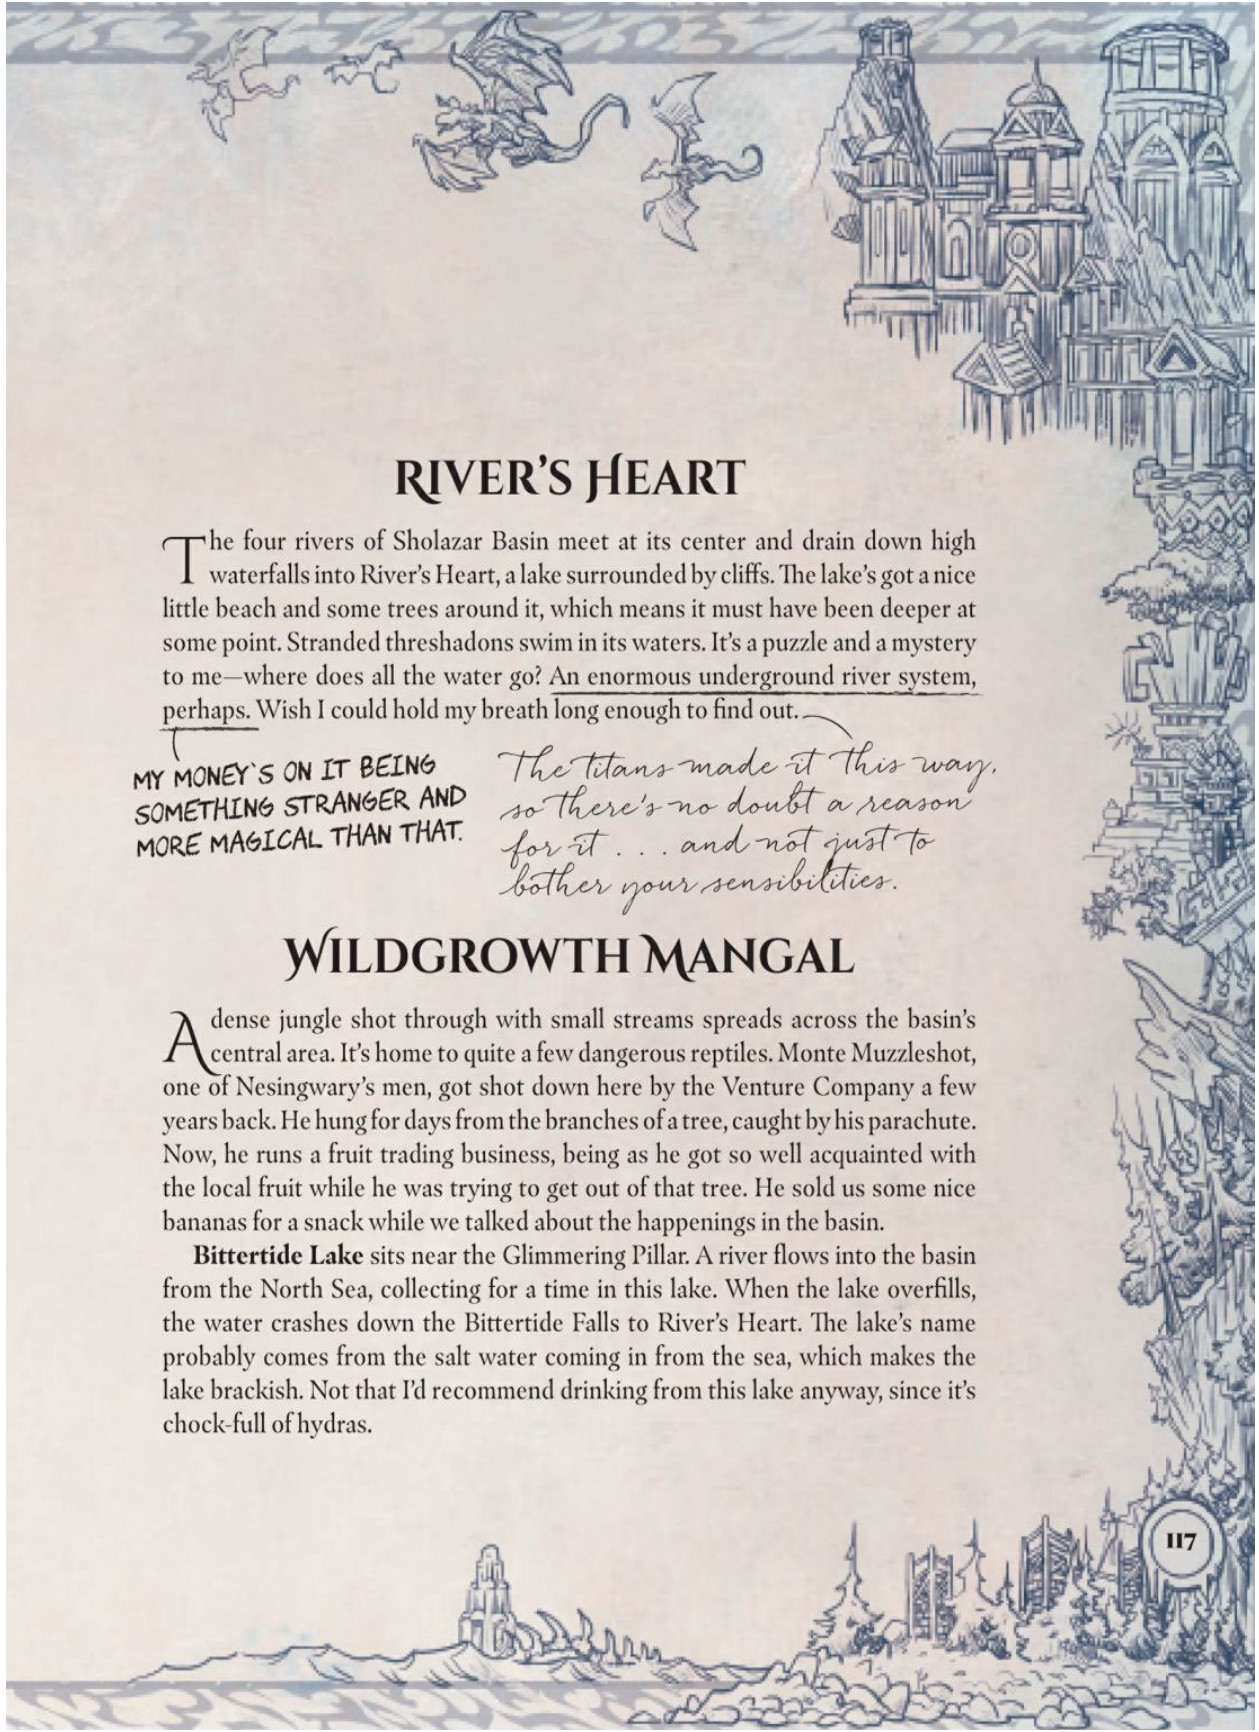 RIVER'S HEART
The four rivers of Sholazar Basin meet at its center and drain down high
waterfalls into River's Heart, a lake surrounded by cliffs. The lake's got a nice
little beach and some trees around it, which means it must have been deeper at
some point. Stranded threshadons swim in its waters. It's a puzzle and a mystery
to me—where does all the water go? An enormous underground river system,
perhaps. Wish I could hold my breath long enough to find out.
MY MONEY'S ON IT BEING
SOMETHING STRANGER AND
MORE MAGICAL THAN THAT.
The titans made it this way,
so there's no doubt a reason
for it . . . and not just to
bother your sensibilities.
WILDGROWTH MANGAL
A dense jungle shot through with small streams spreads across the basin's
central area. It's home to quite a few dangerous reptiles. Monte Muzzleshot,
one of Nesingwary's men, got shot down here by the Venture Company a few
years back. He hung for days from the branches of a tree, caught by his parachute.
Now, he runs a fruit trading business, being as he got so well acquainted with
the local fruit while he was trying to get out of that tree. He sold us some nice
bananas for a snack while we talked about the happenings in the basin.
Bittertide Lake sits near the Glimmering Pillar. A river flows into the basin
from the North Sea, collecting for a time in this lake. When the lake overfills,
the water crashes down the Bittertide Falls to River's Heart. The lake's name
probably comes from the salt water coming in from the sea, which makes the
lake brackish. Not that I'd recommend drinking from this lake anyway, since it's
chock-full of hydras.
117